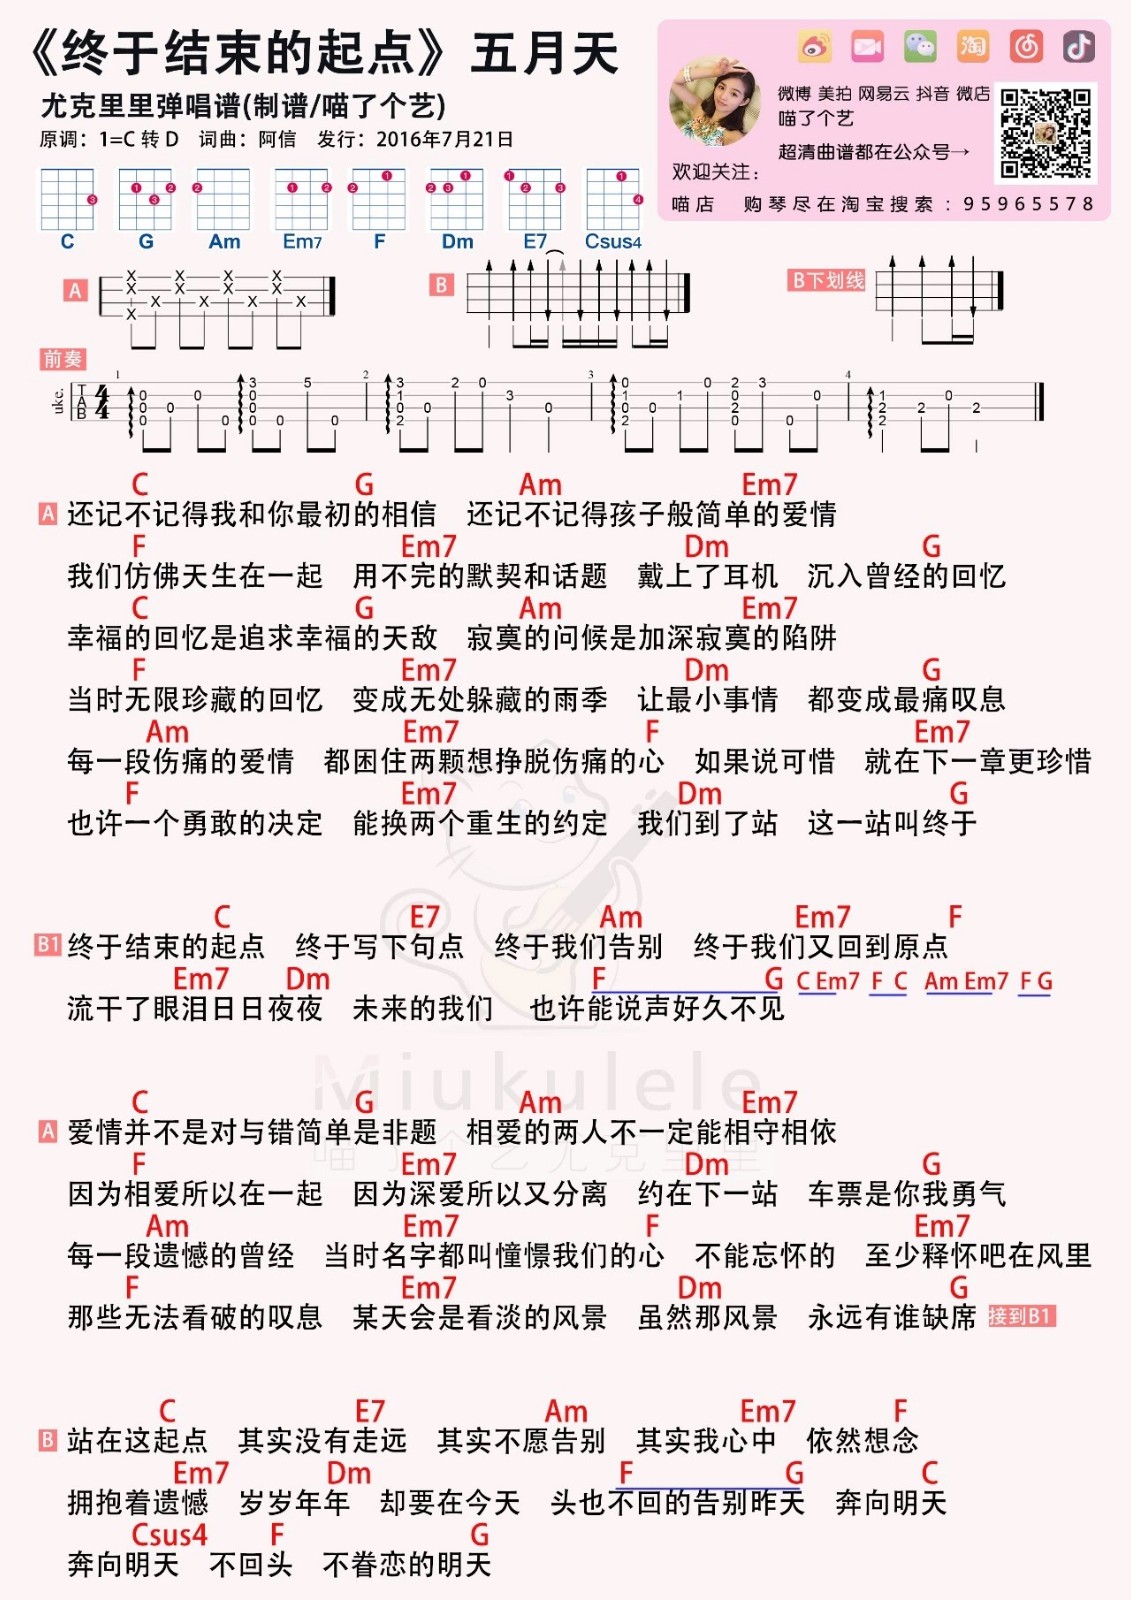 《终于结束的起点》五月天
尤克里里弹唱谱(制谱/喵了个艺)
原调：1=C 转 D 词曲：阿信 发行：2016年7月21日
微博 美拍 网易云 抖音 微店
喵了个艺
超清曲谱都在公众号→
欢迎关注：
喵店 购琴尽在淘宝搜索：95965578
C G Am Em7 F Dm E7 Csus4
A B B下划线
前奏
C G Am Em7
A 还记不记得我和你最初的相信 还记不记得孩子般简单的爱情
F Em7 Dm G
我们仿佛天生在一起 用不完的默契和话题 戴上了耳机 沉入曾经的回忆
C G Am Em7
幸福的回忆是追求幸福的天敌 寂寞的问候是加深寂寞的陷阱
F Em7 Dm G
当时无限珍藏的回忆 变成无处躲藏的雨季 让最小事情 都变成最痛叹息
Am Em7 F Em7
每一段伤痛的爱情 都困住两颗想挣脱伤痛的心 如果说可惜 就在下一章更珍惜
F Em7 Dm G
也许一个勇敢的决定 能换两个重生的约定 我们到了站 这一站叫终于
C E7 Am Em7 F
B1 终于结束的起点 终于写下句点 终于我们告别 终于我们又回到原点
Em7 Dm F G C Em7 F C Am Em7 F G
流干了眼泪日日夜夜 未来的我们 也许能说声好久不见
Miukulele
喵了个艺尤克里里
C G Am Em7
A 爱情并不是对与错简单是非题 相爱的两人不一定能相守相依
F Em7 Dm G
因为相爱所以在一起 因为深爱所以又分离 约在下一站 车票是你我勇气
Am Em7 F Em7
每一段遗憾的曾经 当时名字都叫憧憬我们的心 不能忘怀的 至少释怀吧在风里
F Em7 Dm G
那些无法看破的叹息 某天会是看淡的风景 虽然那风景 永远有谁缺席 接到B1
C E7 Am Em7 F
B 站在这起点 其实没有走远 其实不愿告别 其实我心中 依然想念
Em7 Dm F G C
拥抱着遗憾 岁岁年年 却要在今天 头也不回的告别昨天 奔向明天
Csus4 F G
奔向明天 不回头 不眷恋的明天